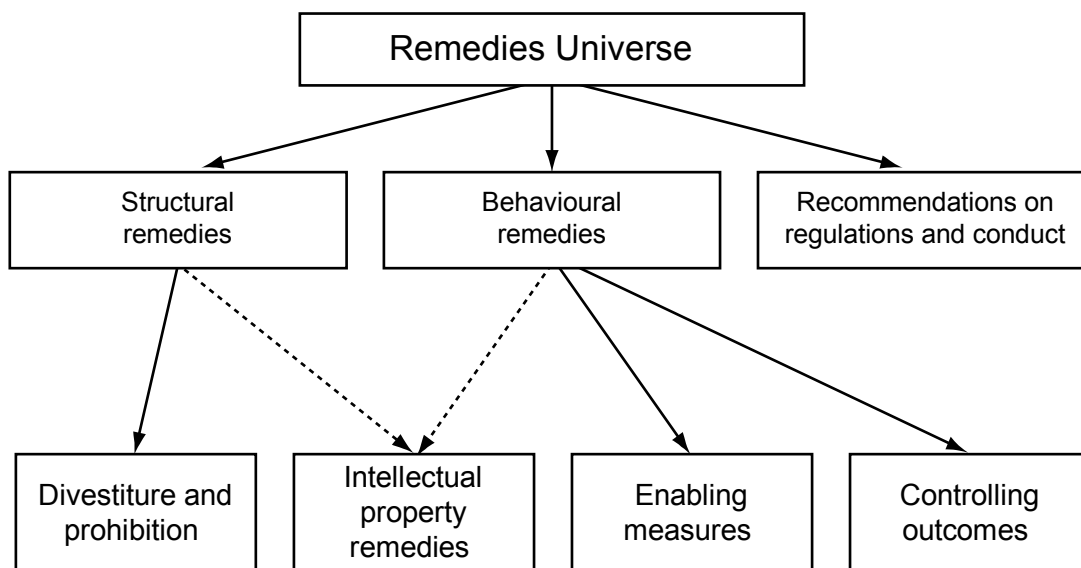 Remedies Universe
Structural
remedies
Behavioural
remedies
Recommendations on
regulations and conduct
Divestiture and
prohibition
Intellectual
property
remedies
Enabling
measures
Controlling
outcomes